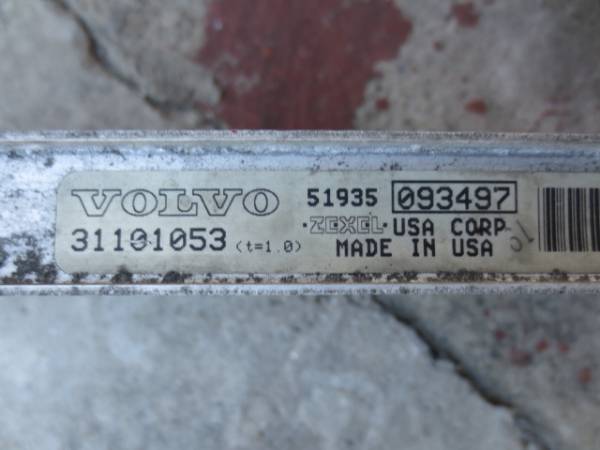 VOLVO 51935 093497
31101053 (t=1.0) ZEXEL USA CORP
MADE IN USA